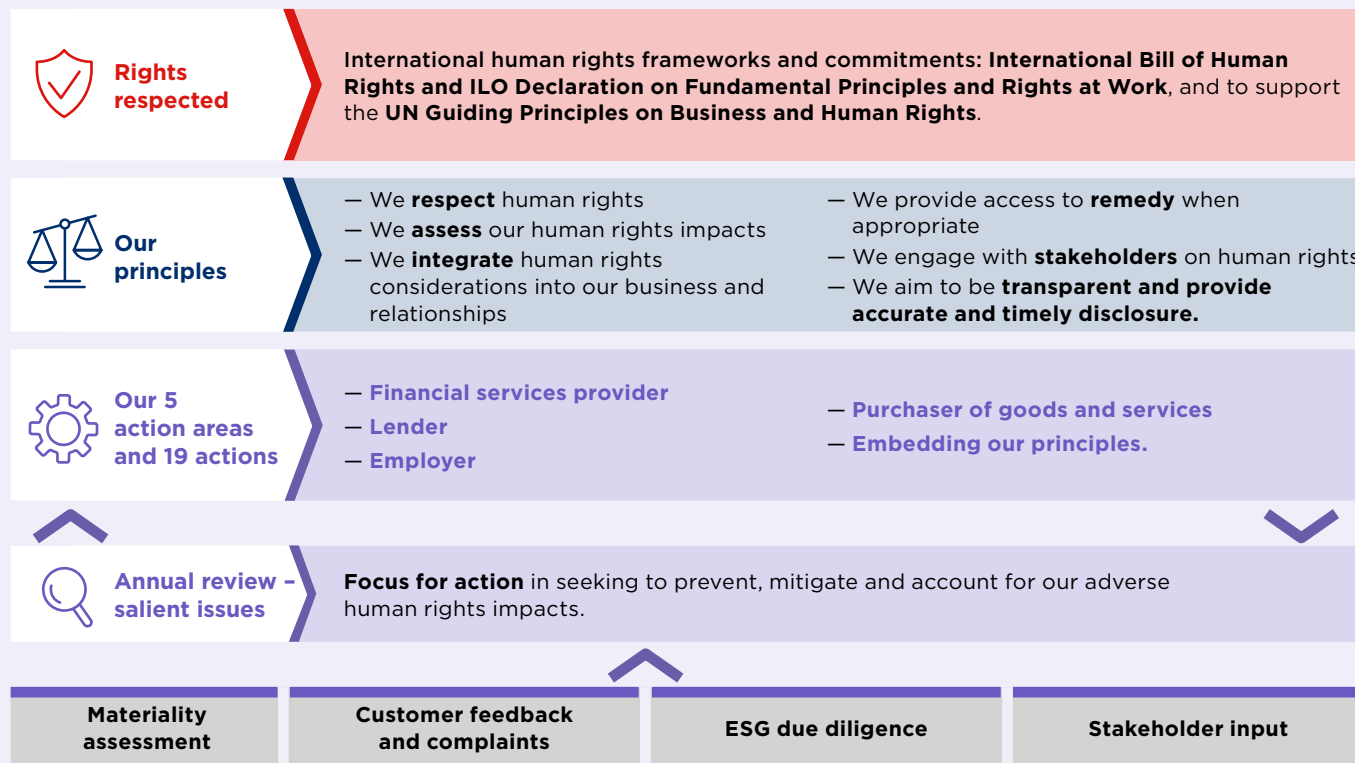 Rights
respected
International human rights frameworks and commitments: International Bill of Human
Rights and ILO Declaration on Fundamental Principles and Rights at Work, and to support
the UN Guiding Principles on Business and Human Rights.
Our
principles
— We respect human rights
— We assess our human rights impacts
— We integrate human rights
considerations into our business and
relationships
— We provide access to remedy when
appropriate
— We engage with stakeholders on human rights
— We aim to be transparent and provide
accurate and timely disclosure.
Our 5
action areas
and 19 actions
— Financial services provider
— Lender
— Employer
— Purchaser of goods and services
— Embedding our principles.
Annual review –
salient issues
Focus for action in seeking to prevent, mitigate and account for our adverse
human rights impacts.
Materiality
assessment
Customer feedback
and complaints
ESG due diligence
Stakeholder input